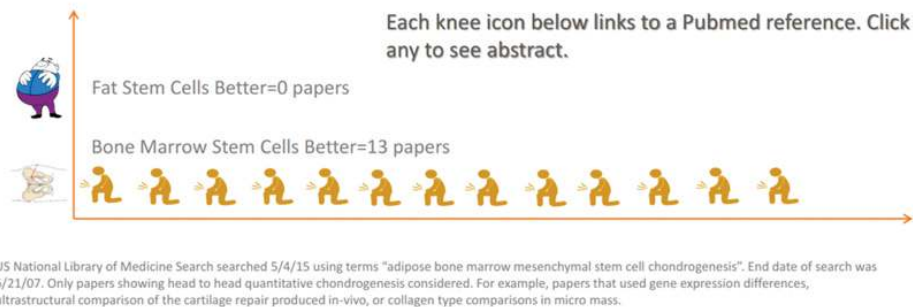 Each knee icon below links to a Pubmed reference. Click
any to see abstract.
Fat Stem Cells Better=0 papers
Bone Marrow Stem Cells Better=13 papers
US National Library of Medicine Search searched 5/4/15 using terms "adipose bone marrow mesenchymal stem cell chondrogenesis". End date of search was
/21/07. Only papers showing head to head quantitative chondrogenesis considered. For example, papers that used gene expression differences,
ultrastructural comparison of the cartilage repair produced in-vivo, or collagen type comparisons in micro mass.